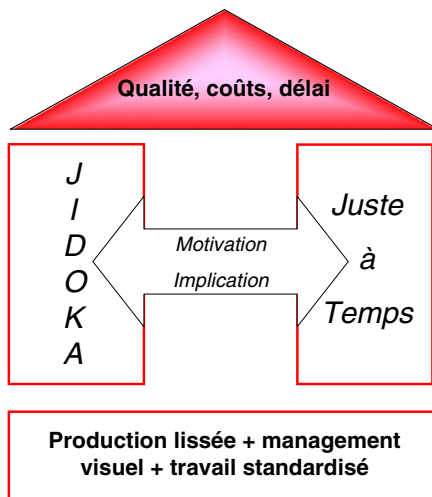 Qualité, coûts, délai
J
I
D
O
K
A
Motivation
Implication
Juste
à
Temps
Production lissée + management
visuel + travail standardisé